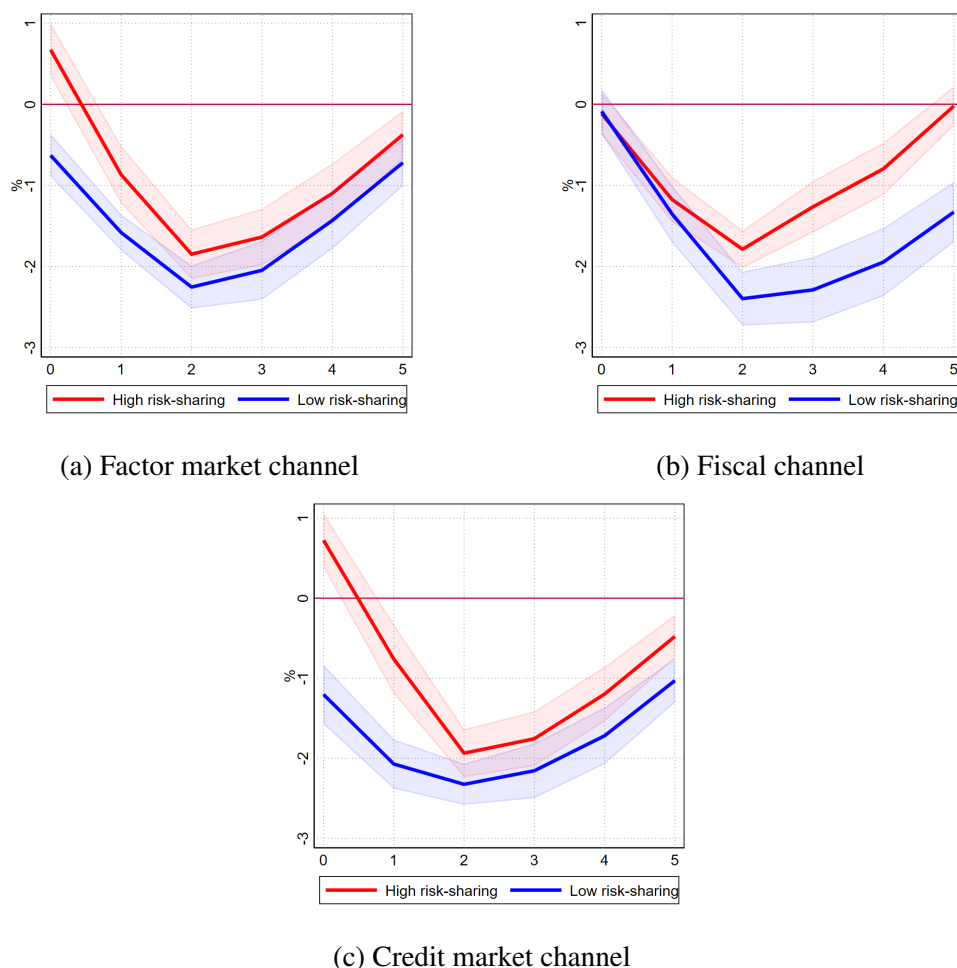 1
0
%
-1
-2
-3
0 1 2 3 4 5
High risk-sharing Low risk-sharing
(a) Factor market channel
1
0
%
-1
-2
-3
0 1 2 3 4 5
High risk-sharing Low risk-sharing
(b) Fiscal channel
1
0
%
-1
-2
-3
0 1 2 3 4 5
High risk-sharing Low risk-sharing
(c) Credit market channel